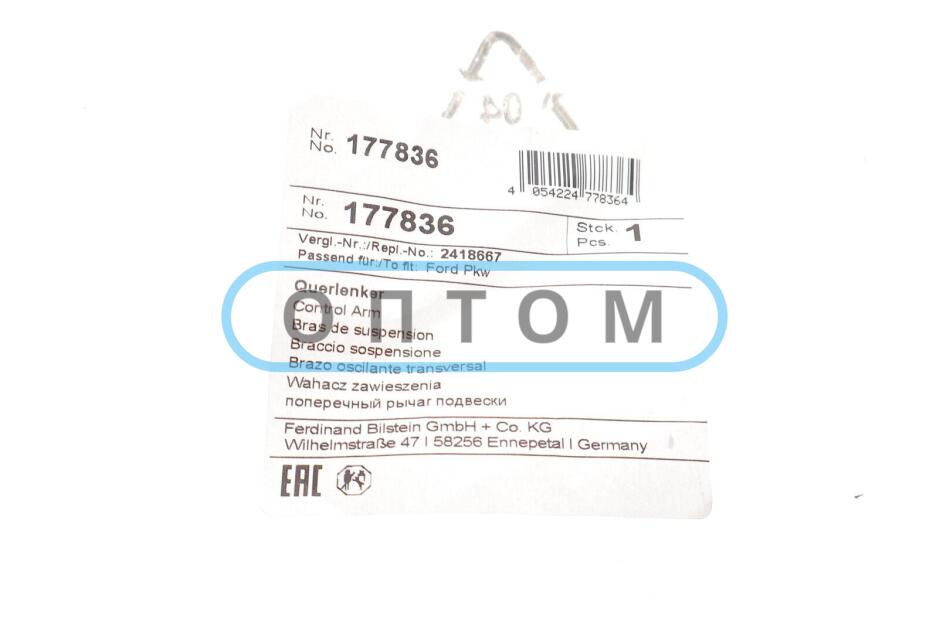 Nr.
No. 177836
4 054224 778364
Nr.
No. 177836
Stck.
Pcs. 1
Vergl.-Nr.:/Repl.-No.: 2418667
Passend für:/To fit: Ford Pkw
ОПТОМ
Querlenker
Control Arm
Bras de suspension
Braccio sospensione
Brazo oscilante transversal
Wahacz zawieszenia
поперечный рычаг подвески
Ferdinand Bilstein GmbH + Co. KG
Wilhelmstraße 47 | 58256 Ennepetal | Germany
EAC